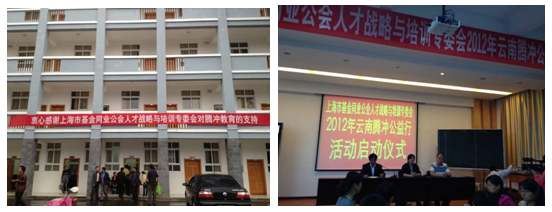 衷心感谢上海市基金同业公会人才战略与培训专委会对腾冲教育的支持
同业公会人才战略与培训专委会2012年云南腾冲公
上海市基金同业公会人才战略与培训专委会
2012年云南腾冲公益行
活动启动仪式